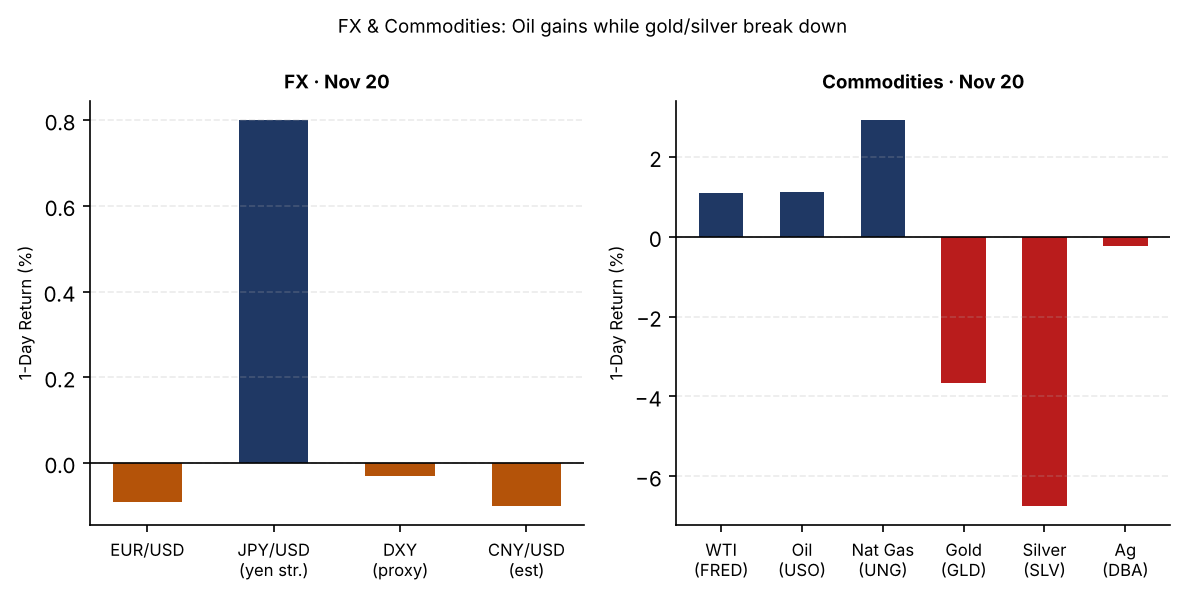 FX & Commodities: Oil gains while gold/silver break down
FX · Nov 20
1-Day Return (%)
0.8
0.6
0.4
0.2
0.0
EUR/USD
JPY/USD
(yen str.)
DXY
(proxy)
CNY/USD
(est)
Commodities · Nov 20
1-Day Return (%)
2
0
−2
−4
−6
WTI
(FRED)
Oil
(USO)
Nat Gas
(UNG)
Gold
(GLD)
Silver
(SLV)
Ag
(DBA)